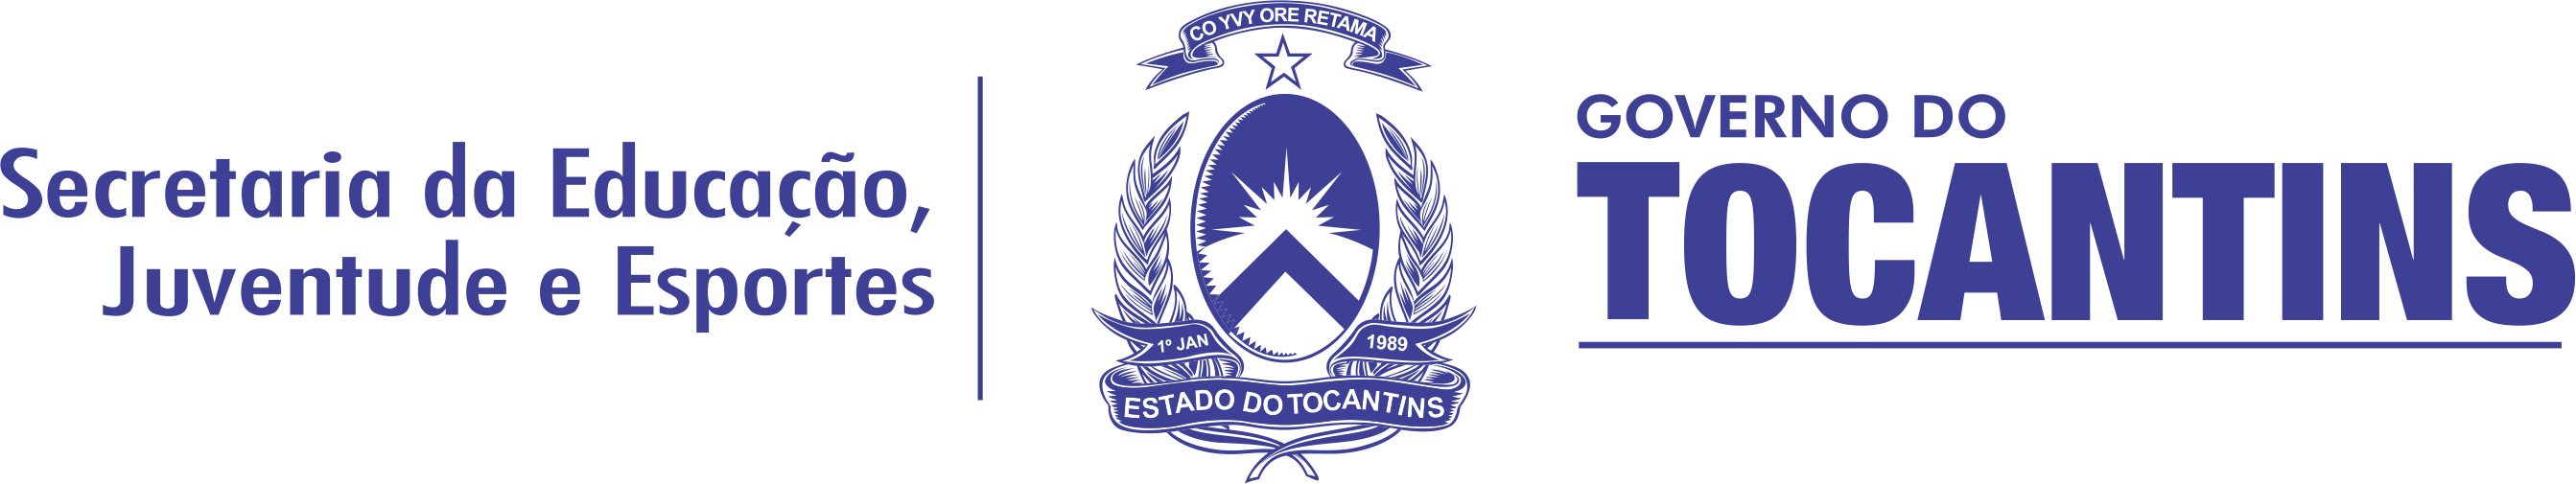 Secretaria da Educação,
Juventude e Esportes
CO YVY ORE RETAMA
1º JAN
1989
ESTADO DO TOCANTINS
GOVERNO DO
TOCANTINS